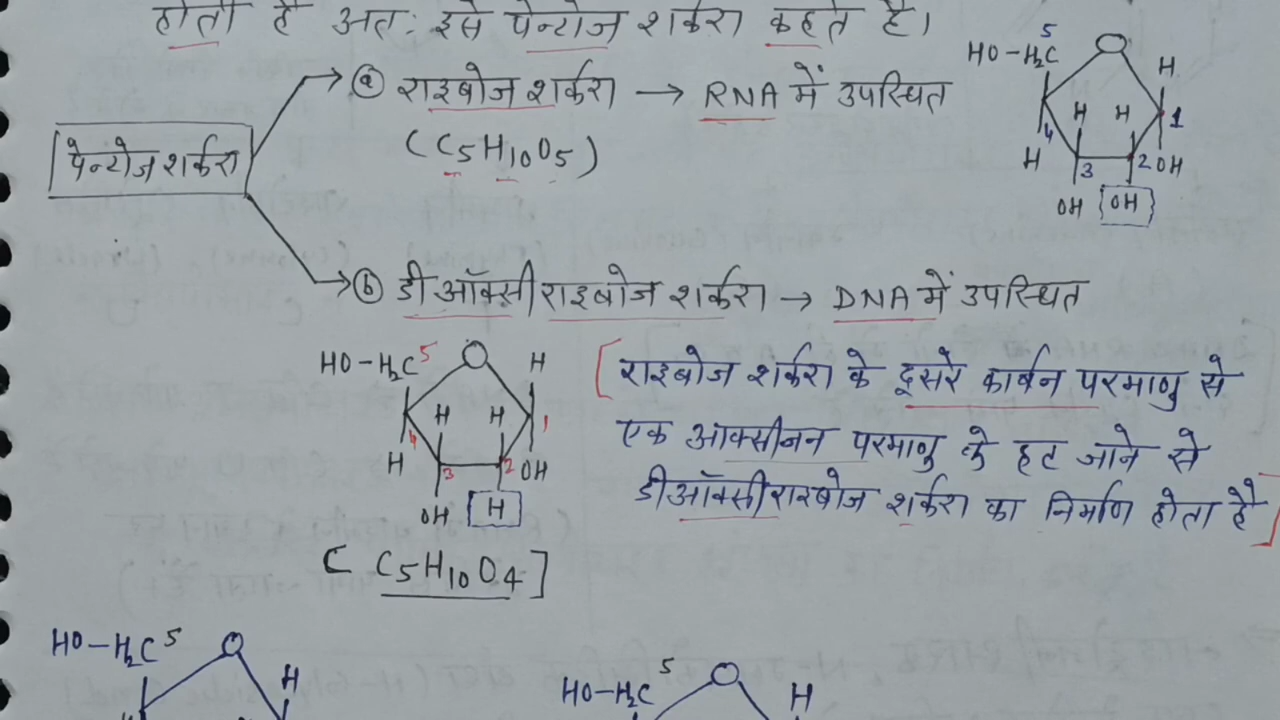 होती है अतः इसे पेन्टोज शर्करा कहते है।
पेन्टोज शर्करा
→ ⓐ राइबोज शर्करा → RNA में उपस्थित
(C5H10O5)
HO-H2C 5 O
H
H H 1
4
H 3 2 OH
OH OH
→ ⓑ डीऑक्सीराइबोज शर्करा → DNA में उपस्थित
HO-H2C 5 O H
H H 1
4
H 3 2 OH
OH H
[C5H10O4]
[राइबोज शर्करा के दूसरे कार्बन परमाणु से
एक ऑक्सीजन परमाणु के हट जाने से
डीऑक्सीराइबोज शर्करा का निर्माण होता है]
HO-H2C 5 O
H
HO-H2C 5 O
H